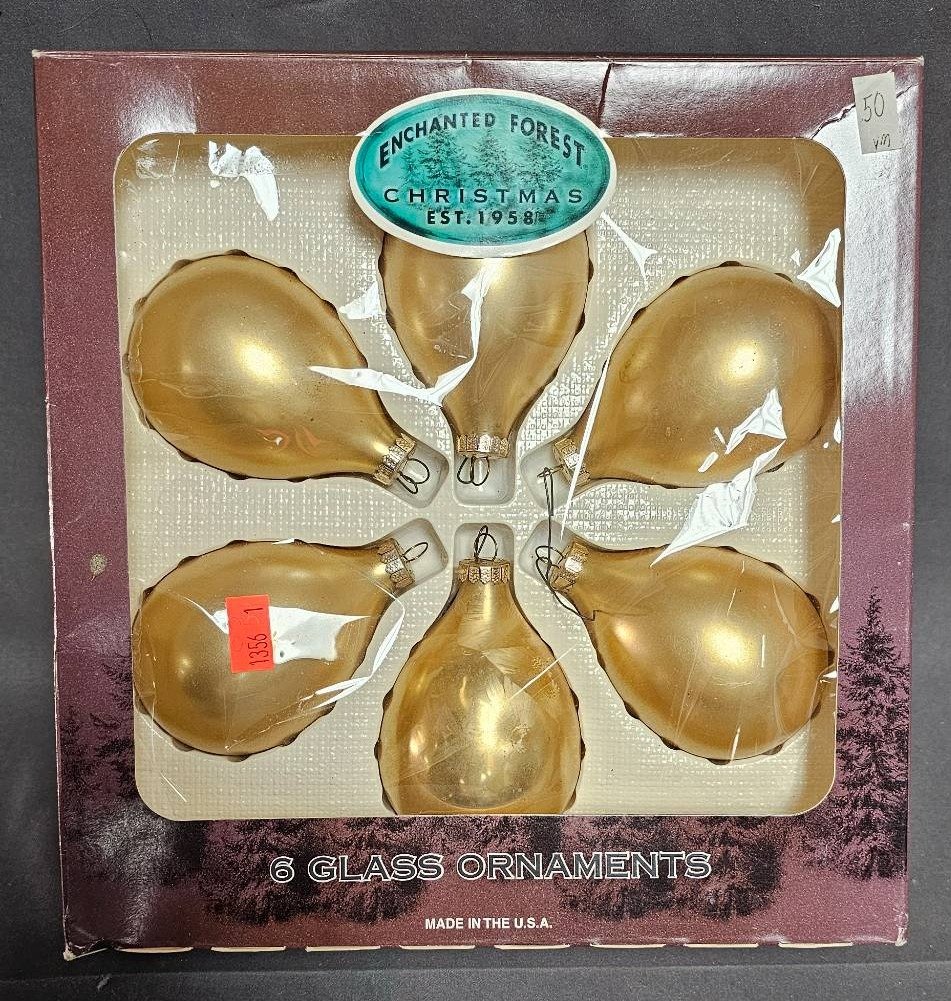 50
ENCHANTED FOREST
CHRISTMAS
EST. 1958
1356 1
6 GLASS ORNAMENTS
MADE IN THE U.S.A.